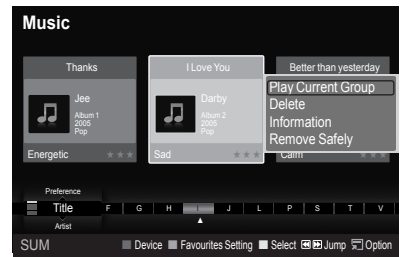 Music
Thanks
I Love You
Better than yesterday
Jee
Album 1
2005
Pop
Darby
Album 2
2005
Pop
Play Current Group
Delete
Information
Remove Safely
Energetic
Sad
Calm
Preference
Title F G H I J L P S T V
Artist
SUM Device Favourites Setting Select Jump Option